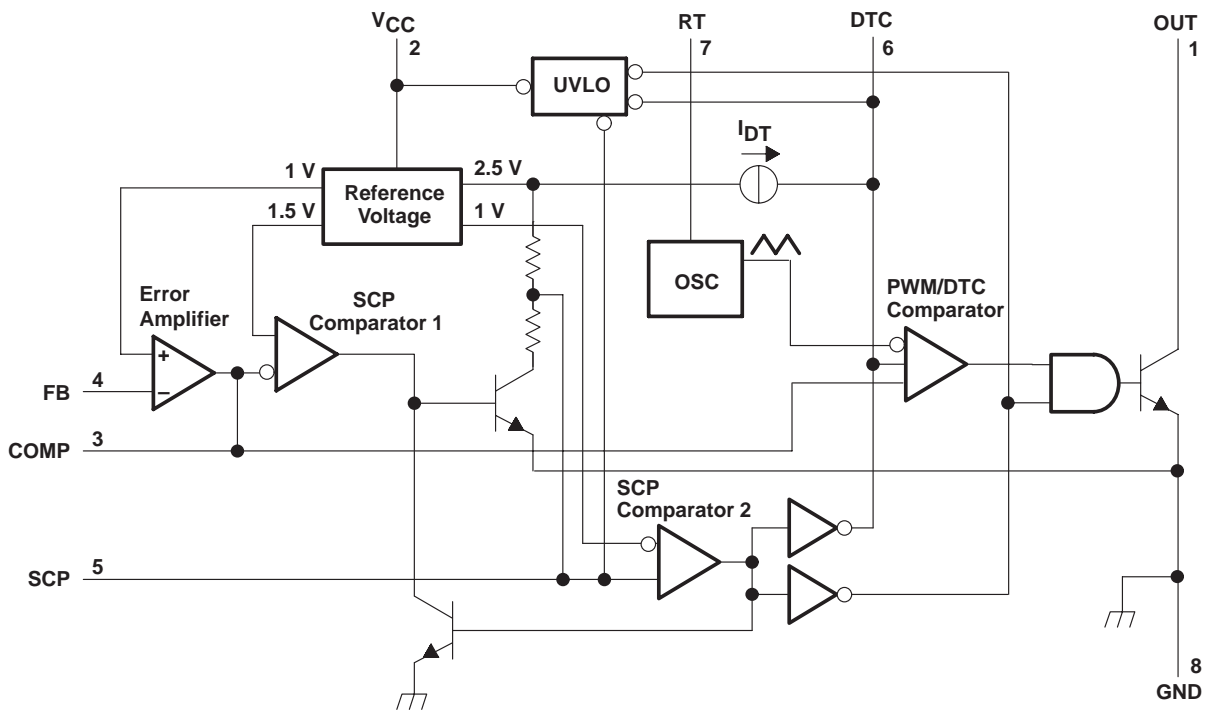 VCC
2
RT
7
DTC
6
OUT
1
UVLO
IDT
1 V
2.5 V
Reference
Voltage
1.5 V
1 V
OSC
Error
Amplifier
SCP
Comparator 1
PWM/DTC
Comparator
+
−
FB
4
COMP
3
SCP
Comparator 2
SCP
5
8
GND